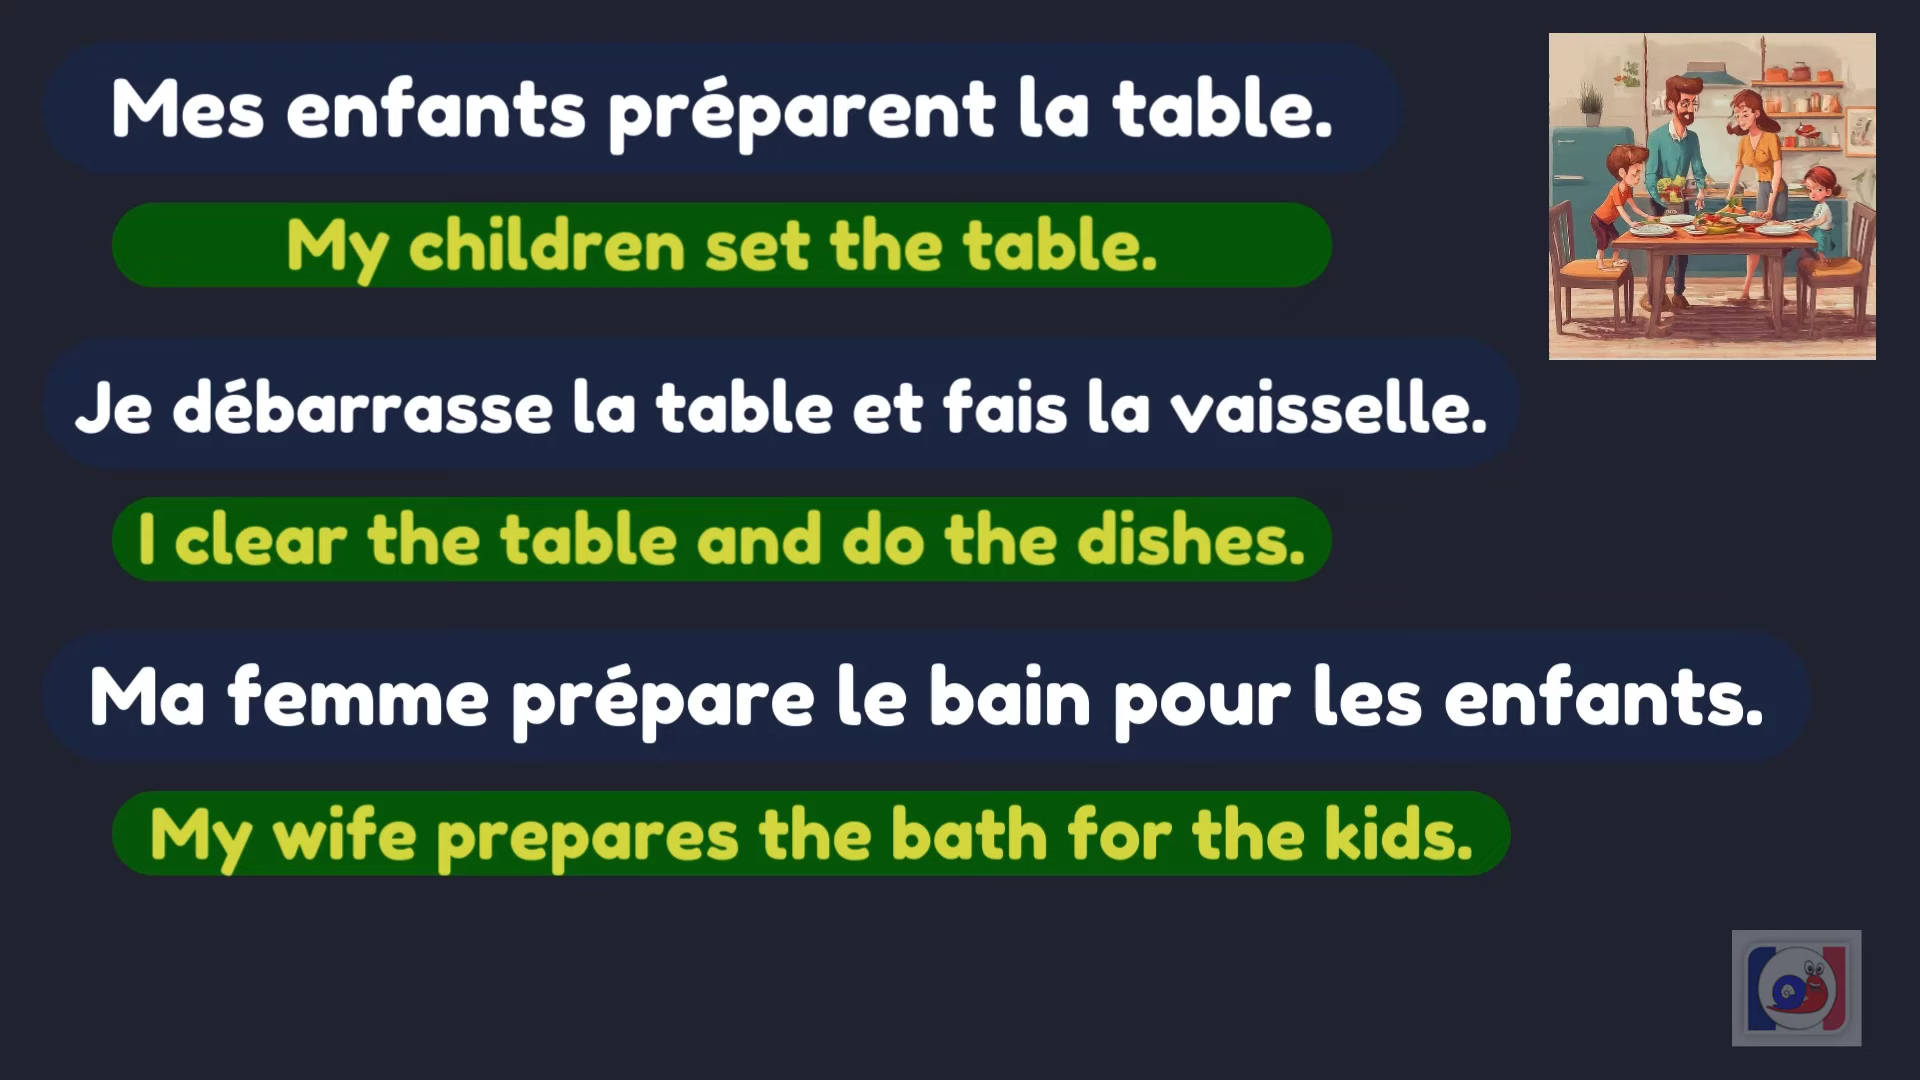 Mes enfants préparent la table.
My children set the table.
Je débarrasse la table et fais la vaisselle.
I clear the table and do the dishes.
Ma femme prépare le bain pour les enfants.
My wife prepares the bath for the kids.